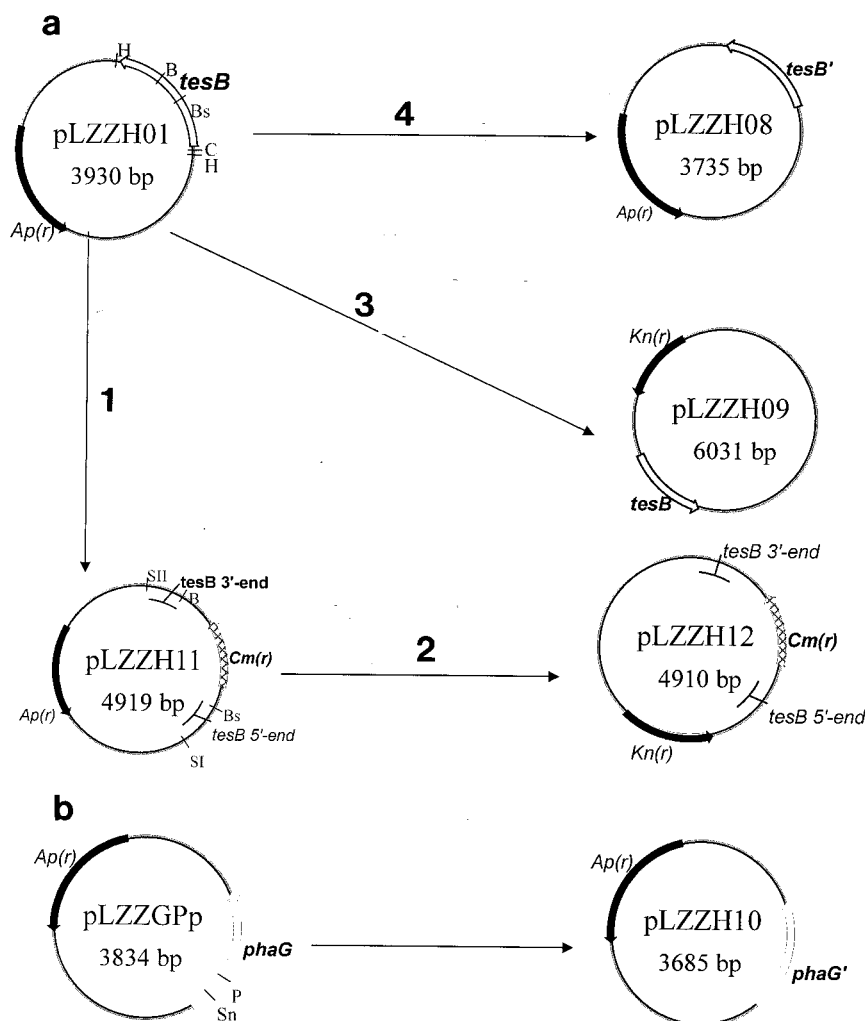 a
H
B
tesB
Bs
C
H
pLZZH01
3930 bp
Ap(r)
4
tesB'
pLZZH08
3735 bp
Ap(r)
3
1
Kn(r)
pLZZH09
6031 bp
tesB
SII
tesB 3'-end
B
pLZZH11
4919 bp
Cm(r)
Ap(r)
Bs
tesB 5'-end
SI
2
tesB 3'-end
pLZZH12
4910 bp
Cm(r)
tesB 5'-end
Kn(r)
b
Ap(r)
pLZZGPp
3834 bp
phaG
P
Sn
Ap(r)
pLZZH10
3685 bp
phaG'